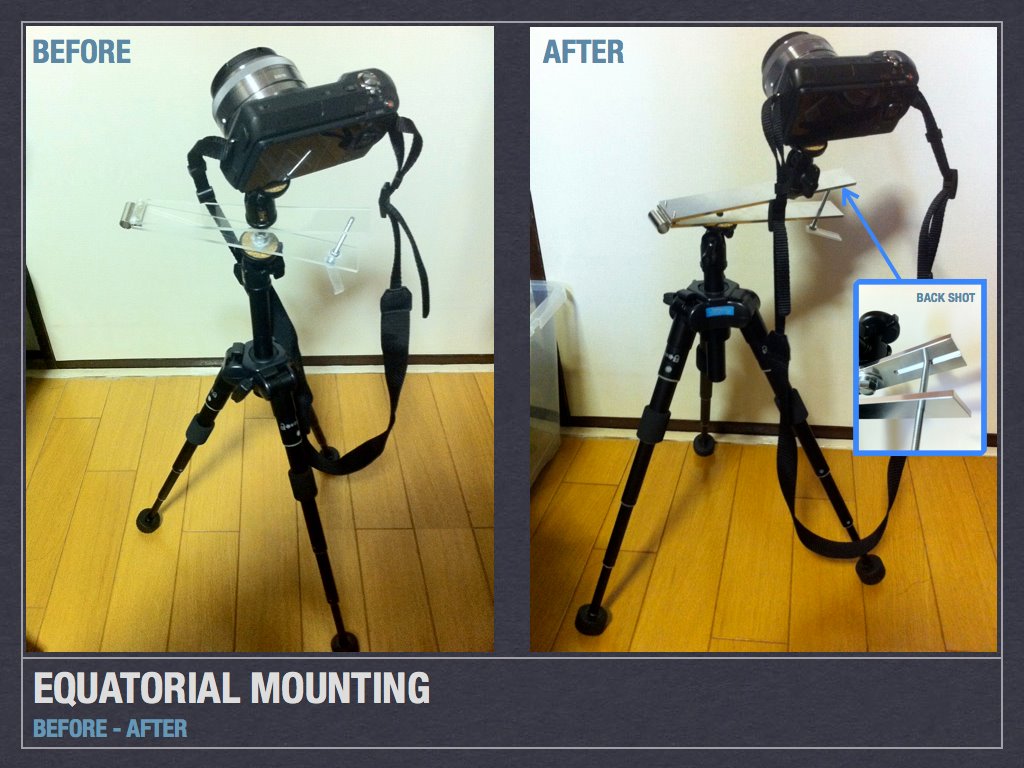 BEFORE
AFTER
BACK SHOT
EQUATORIAL MOUNTING
BEFORE - AFTER